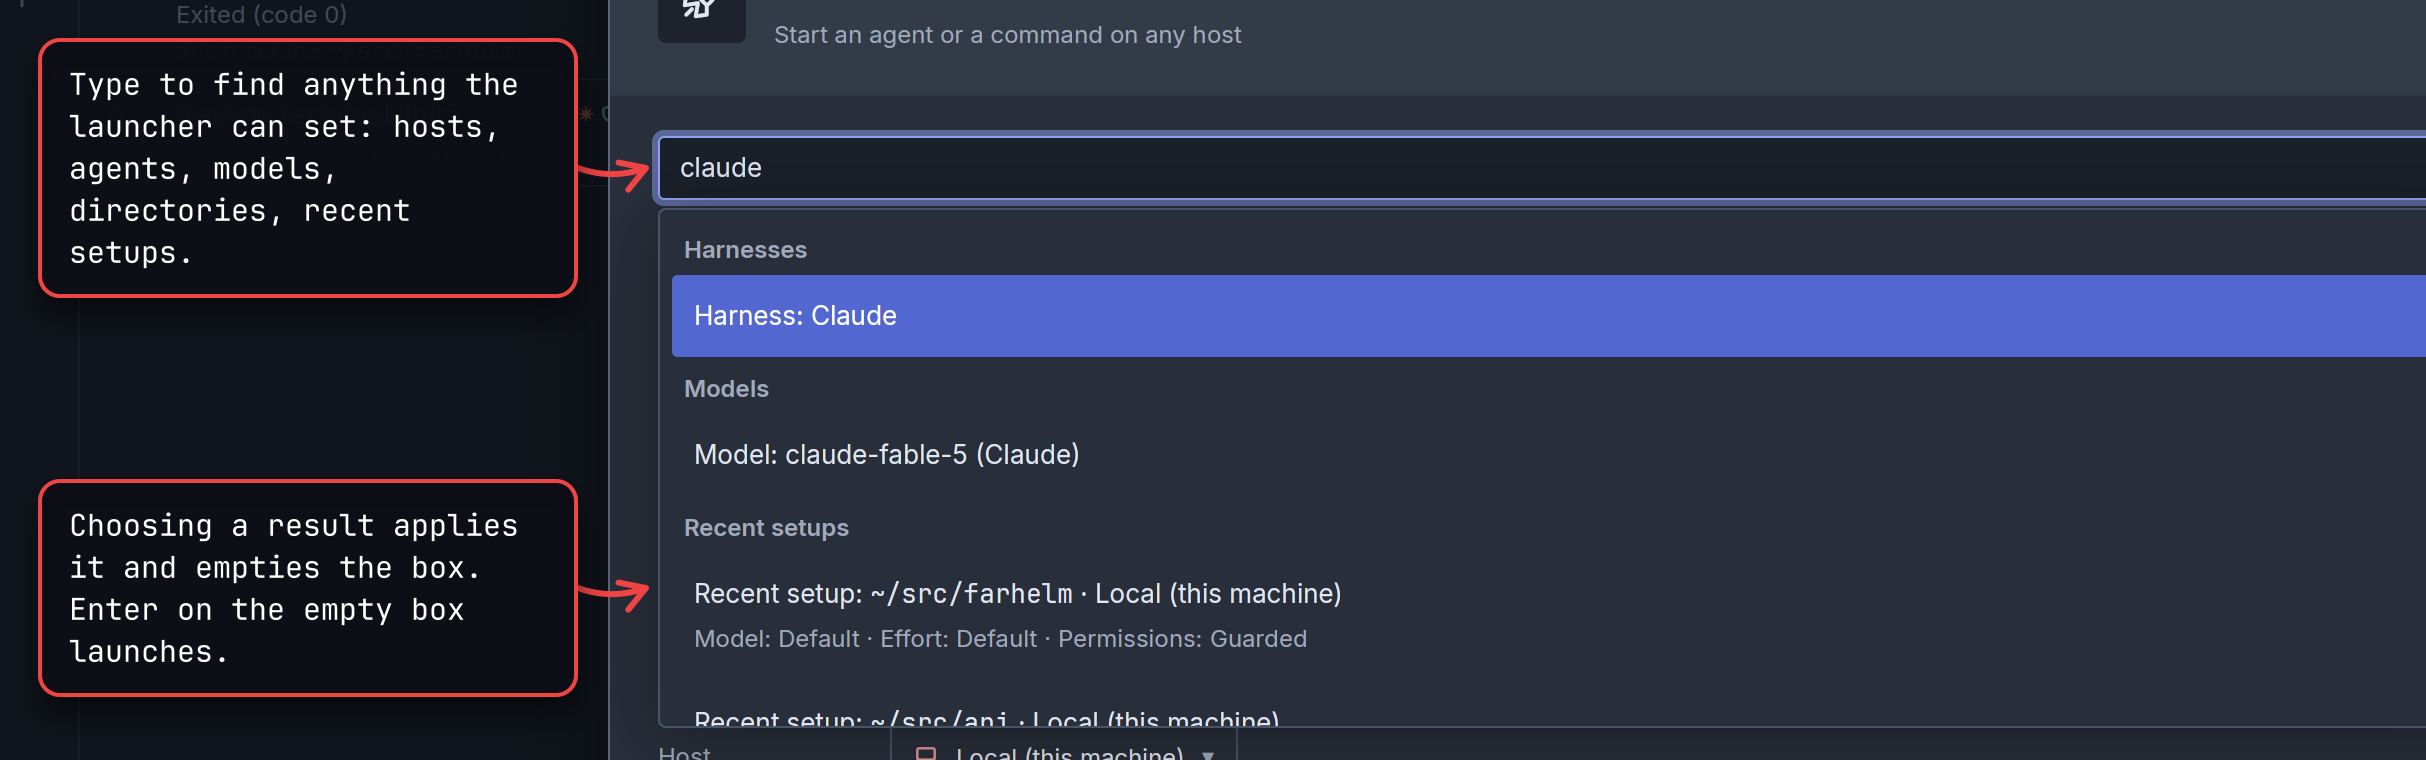 Exited (code 0)
Type to find anything the
launcher can set: hosts,
agents, models,
directories, recent
setups.
Choosing a result applies
it and empties the box.
Enter on the empty box
launches.
Start an agent or a command on any host
claude
Harnesses
Harness: Claude
Models
Model: claude-fable-5 (Claude)
Recent setups
Recent setup: ~/src/farhelm · Local (this machine)
Model: Default · Effort: Default · Permissions: Guarded
Recent setup: ~/src/ani · Local (this machine)
Host
Local (this machine)